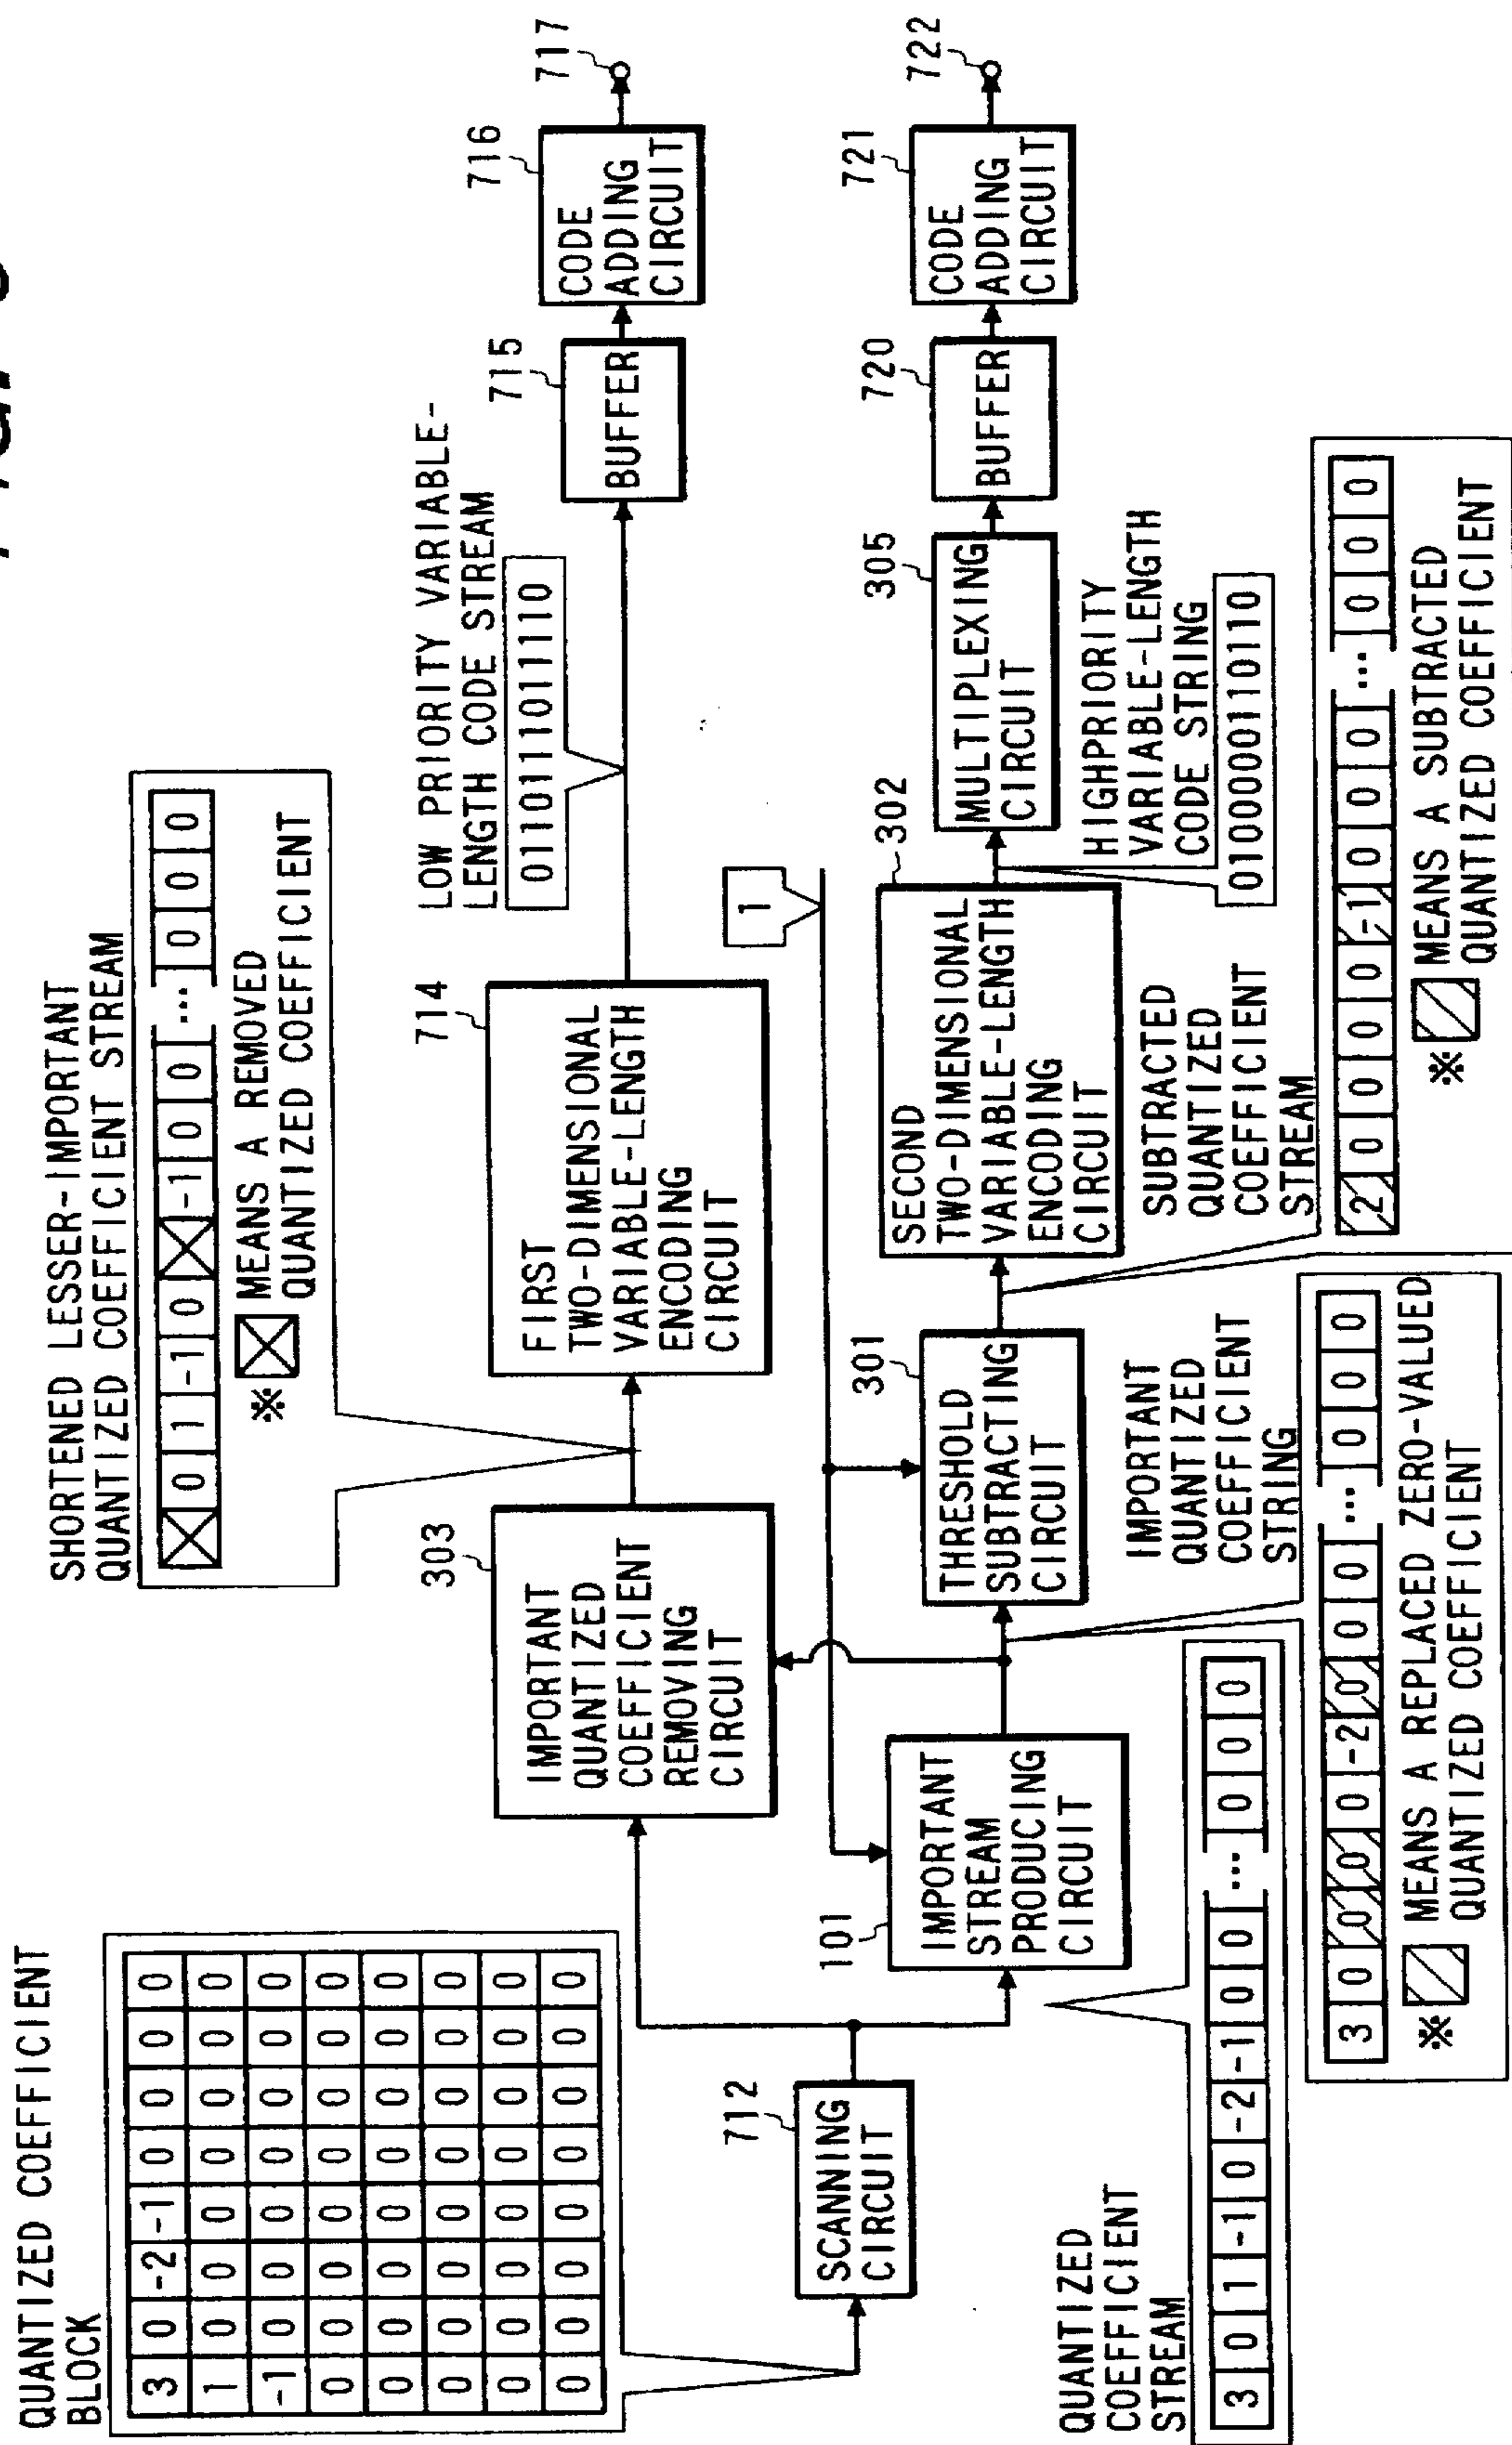 QUANTIZED COEFFICIENT
BLOCK
3 0 -2 -1 0 0 0 0
1 0 0 0 0 0 0 0
-1 0 0 0 0 0 0 0
0 0 0 0 0 0 0 0
0 0 0 0 0 0 0 0
0 0 0 0 0 0 0 0
0 0 0 0 0 0 0 0
0 0 0 0 0 0 0 0
SHORTENED LESSER-IMPORTANT
QUANTIZED COEFFICIENT STREAM
0 1 -1 0 -1 0 0 ... 0 0 0
※ MEANS A REMOVED
QUANTIZED COEFFICIENT
303
IMPORTANT
QUANTIZED
COEFFICIENT
REMOVING
CIRCUIT
714
FIRST
TWO-DIMENSIONAL
VARIABLE-LENGTH
ENCODING
CIRCUIT
LOW PRIORITY VARIABLE-
LENGTH CODE STREAM
0110111011110
715
BUFFER
716
CODE
ADDING
CIRCUIT
717
712
SCANNING
CIRCUIT
1
101
IMPORTANT
STREAM
PRODUCING
CIRCUIT
301
THRESHOLD
SUBTRACTING
CIRCUIT
302
SECOND
TWO-DIMENSIONAL
VARIABLE-LENGTH
ENCODING
CIRCUIT
305
MULTIPLEXING
CIRCUIT
720
BUFFER
721
CODE
ADDING
CIRCUIT
722
HIGHPRIORITY
VARIABLE-LENGTH
CODE STRING
0100000110110
QUANTIZED
COEFFICIENT
STREAM
3 0 1 -1 0 -2 -1 0 0 ... 0 0 0
IMPORTANT
QUANTIZED
COEFFICIENT
STRING
3 0 0 0 0 -2 0 0 0 ... 0 0 0
※ MEANS A REPLACED ZERO-VALUED
QUANTIZED COEFFICIENT
SUBTRACTED
QUANTIZED
COEFFICIENT
STREAM
2 0 0 0 0 -1 0 0 0 ... 0 0 0
※ MEANS A SUBTRACTED
QUANTIZED COEFFICIENT